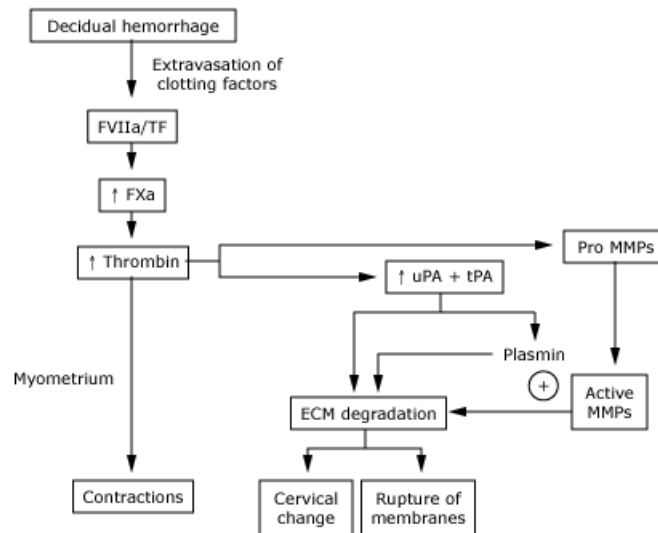 Decidual hemorrhage
Extravasation of
clotting factors
FVIIa/TF
↑ FXa
↑ Thrombin
Pro MMPs
↑ uPA + tPA
Plasmin
+
Myometrium
Active
MMPs
ECM degradation
Contractions
Cervical
change
Rupture of
membranes